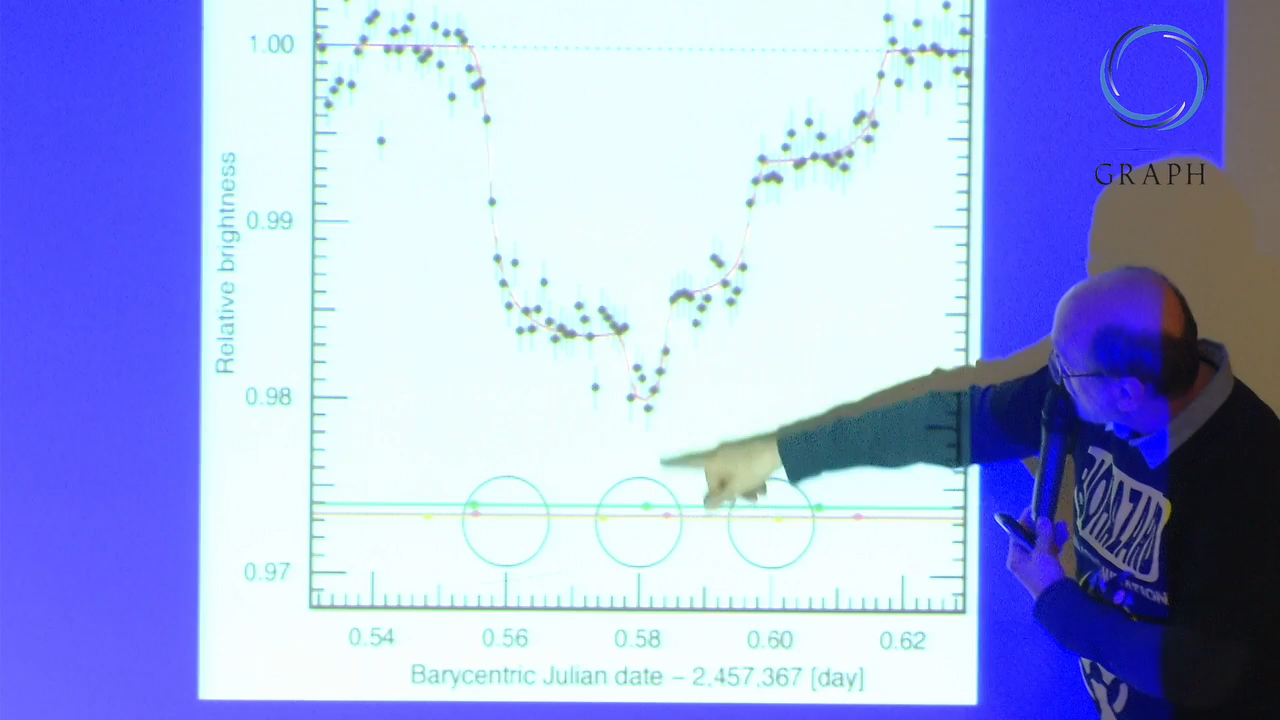 GRAPH
1.00
0.99
0.98
0.97
Relative brightness
0.54 0.56 0.58 0.60 0.62
Barycentric Julian date – 2,457,367 [day]